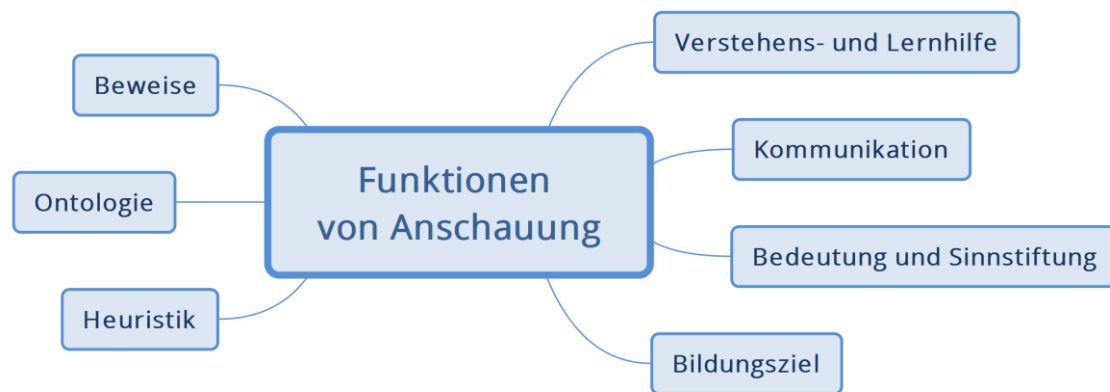 Funktionen
von Anschauung
Verstehens- und Lernhilfe
Kommunikation
Bedeutung und Sinnstiftung
Bildungsziel
Beweise
Ontologie
Heuristik